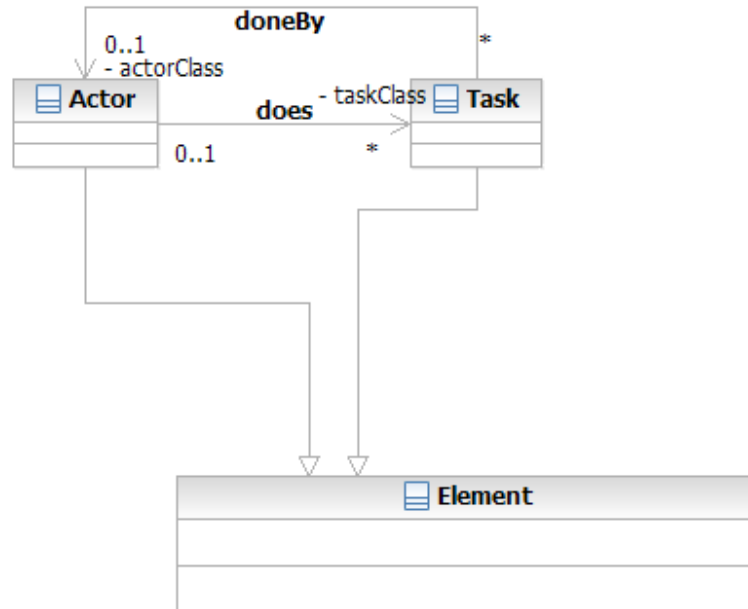 doneBy
0..1
*
- actorClass
Actor
- taskClass
Task
does
0..1
*
Element